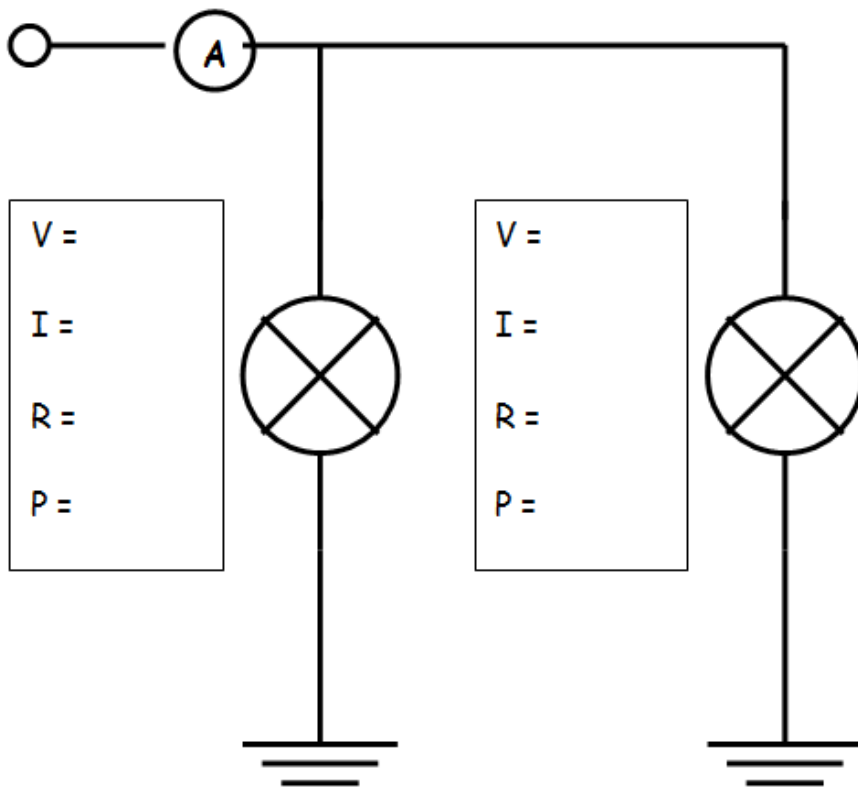 A
V =
I =
R =
P =
V =
I =
R =
P =